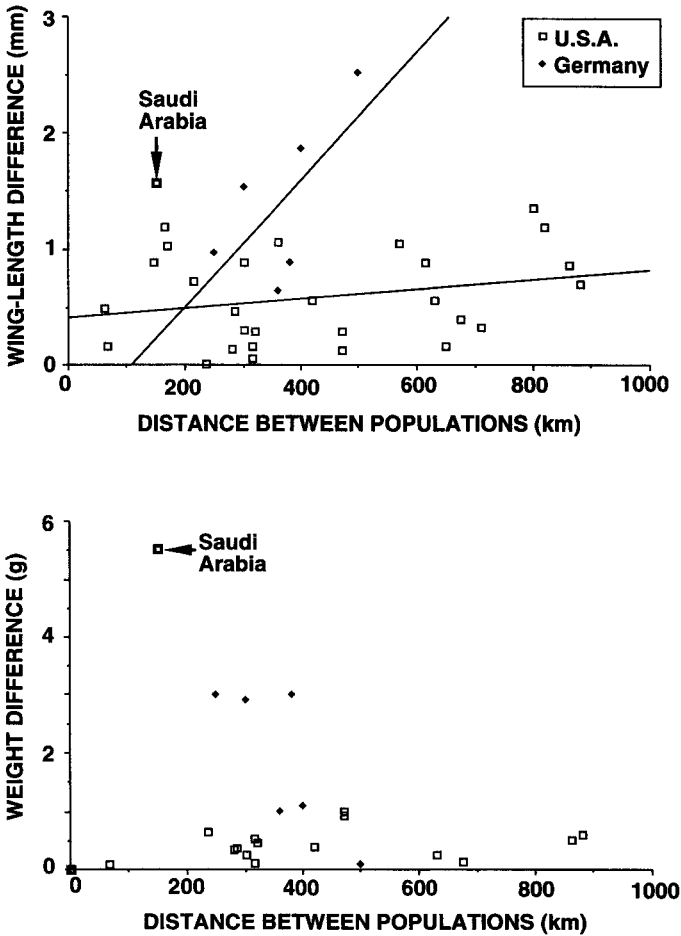 3
2
1
0
WING-LENGTH DIFFERENCE (mm)
U.S.A.
Germany
Saudi
Arabia
0 200 400 600 800 1000
DISTANCE BETWEEN POPULATIONS (km)
6
4
2
0
WEIGHT DIFFERENCE (g)
Saudi
Arabia
0 200 400 600 800 1000
DISTANCE BETWEEN POPULATIONS (km)